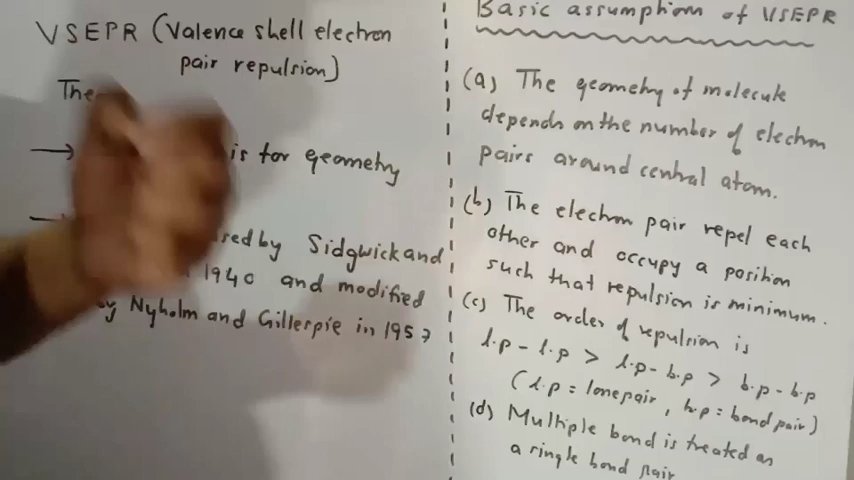 VSEPR (Valence shell electron
pair repulsion)
The
→ is for geometry
→ by Sidgwick and
1940 and modified
by Nyholm and Gillerpie in 1957
Basic assumption of VSEPR
(a) The geometry of molecule
depends on the number of electron
pairs around central atom.
(b) The electron pair repel each
other and occupy a position
such that repulsion is minimum.
(c) The order of repulsion is
l.p - l.p > l.p - b.p > b.p - b.p
(l.p = lone pair, b.p = bond pair)
(d) Multiple bond is treated as
a single bond pair